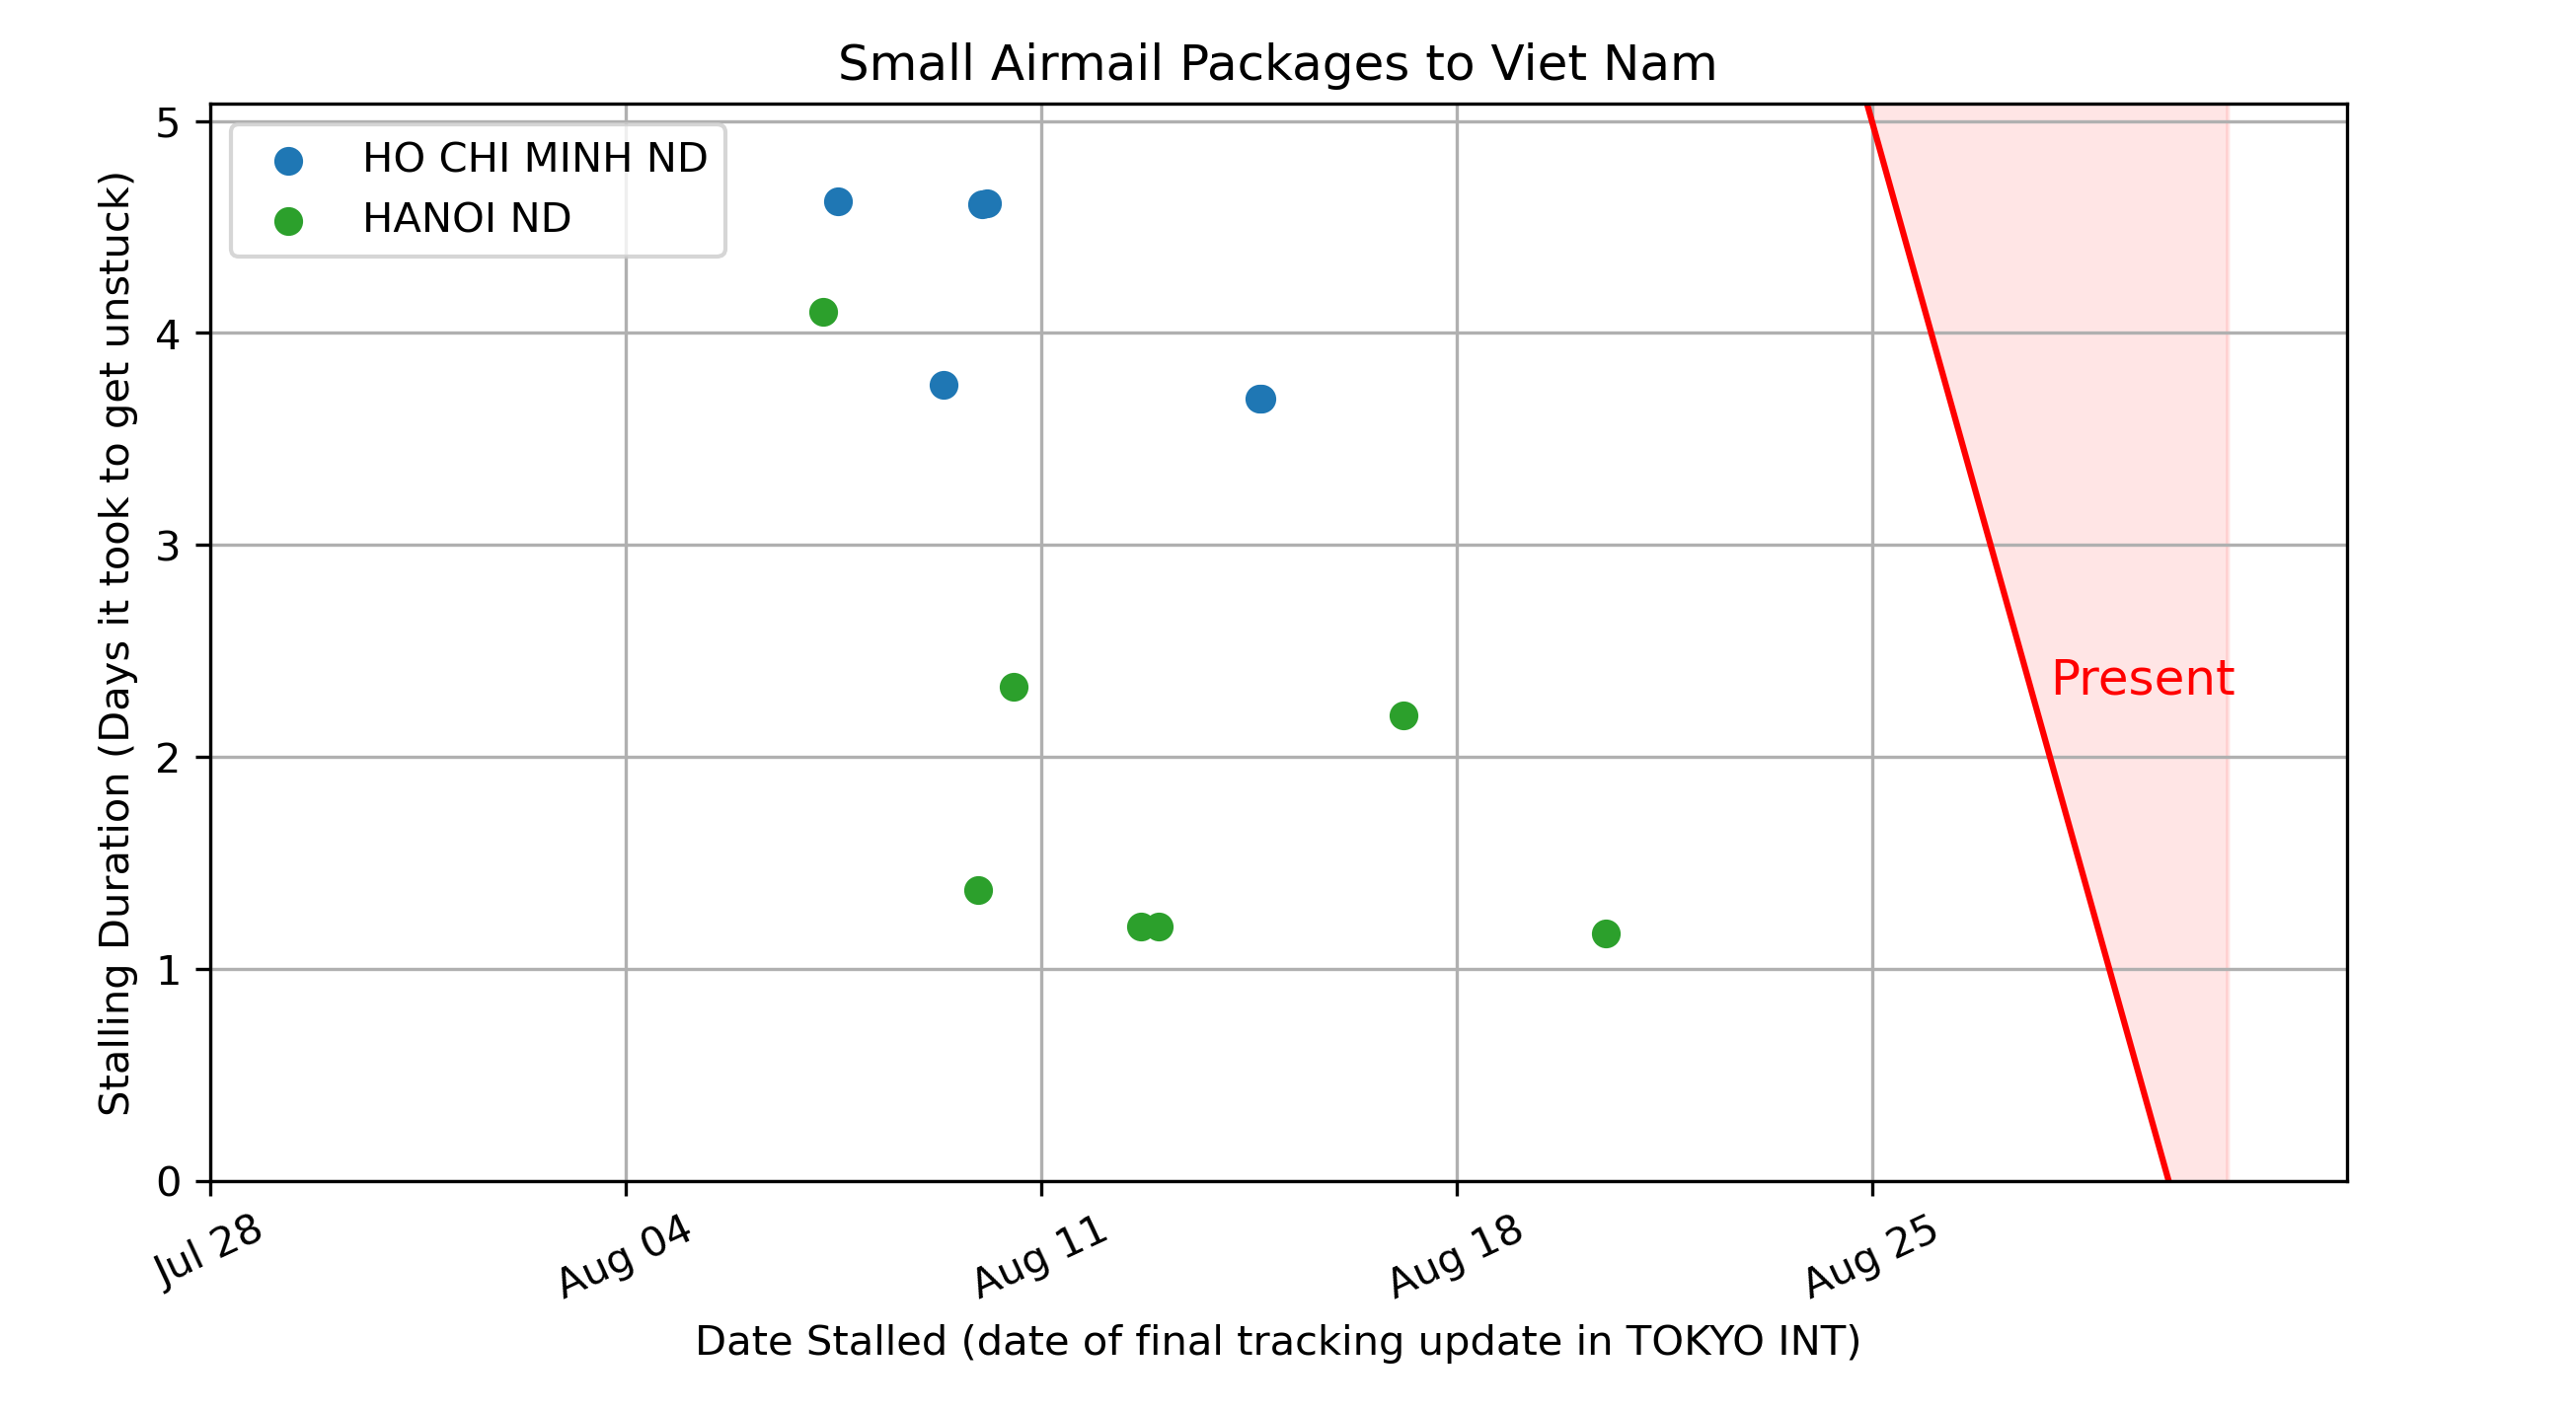 Small Airmail Packages to Viet Nam
Stalling Duration (Days it took to get unstuck)
5
4
3
2
1
0
HO CHI MINH ND
HANOI ND
Present
Jul 28
Aug 04
Aug 11
Aug 18
Aug 25
Date Stalled (date of final tracking update in TOKYO INT)